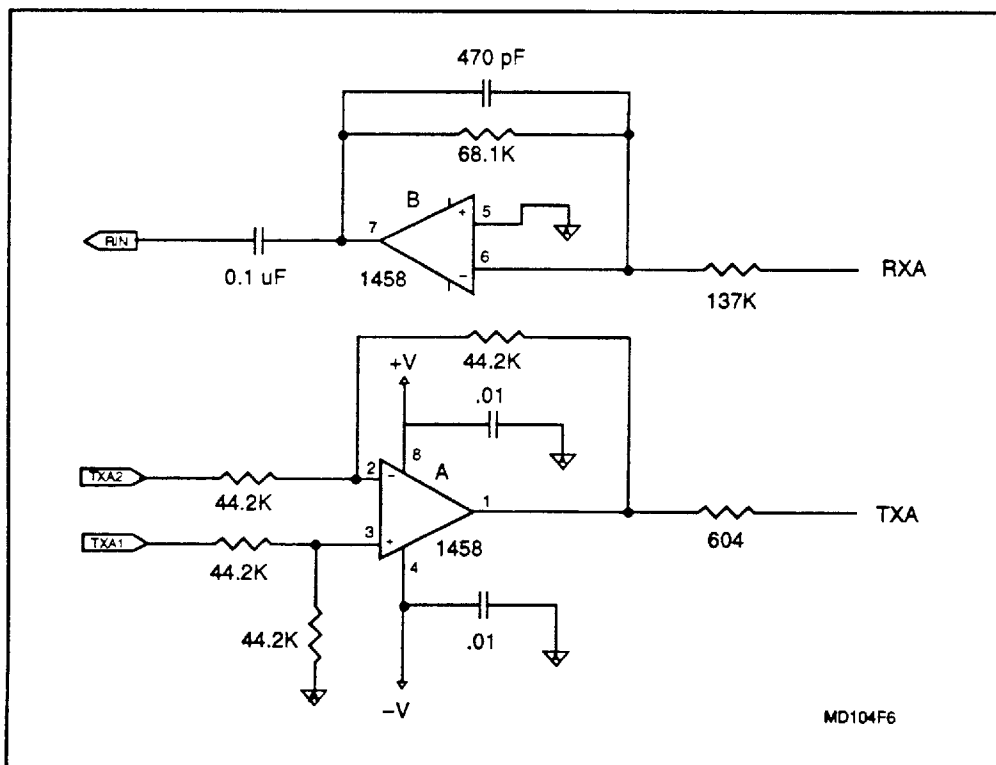 470 pF
68.1K
B
+
5
7
6
−
RIN
0.1 uF
1458
137K
RXA
44.2K
+V
.01
8
A
TXA2
44.2K
2
−
1
604
TXA
TXA1
44.2K
3
+
4
1458
44.2K
.01
−V
MD104F6